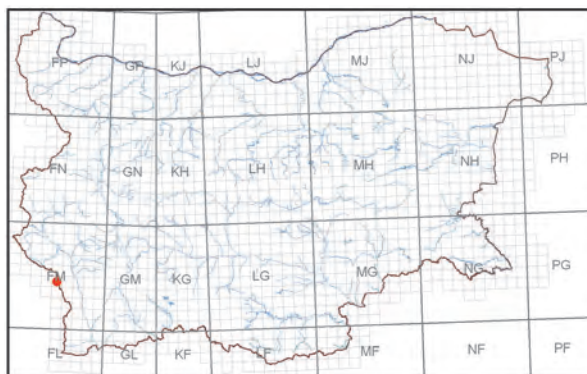 FP GP KJ LJ MJ NJ PJ
FN GN KH LH MH NH PH
FM GM KG LG MG NG PG
FL GL KF LF MF NF PF